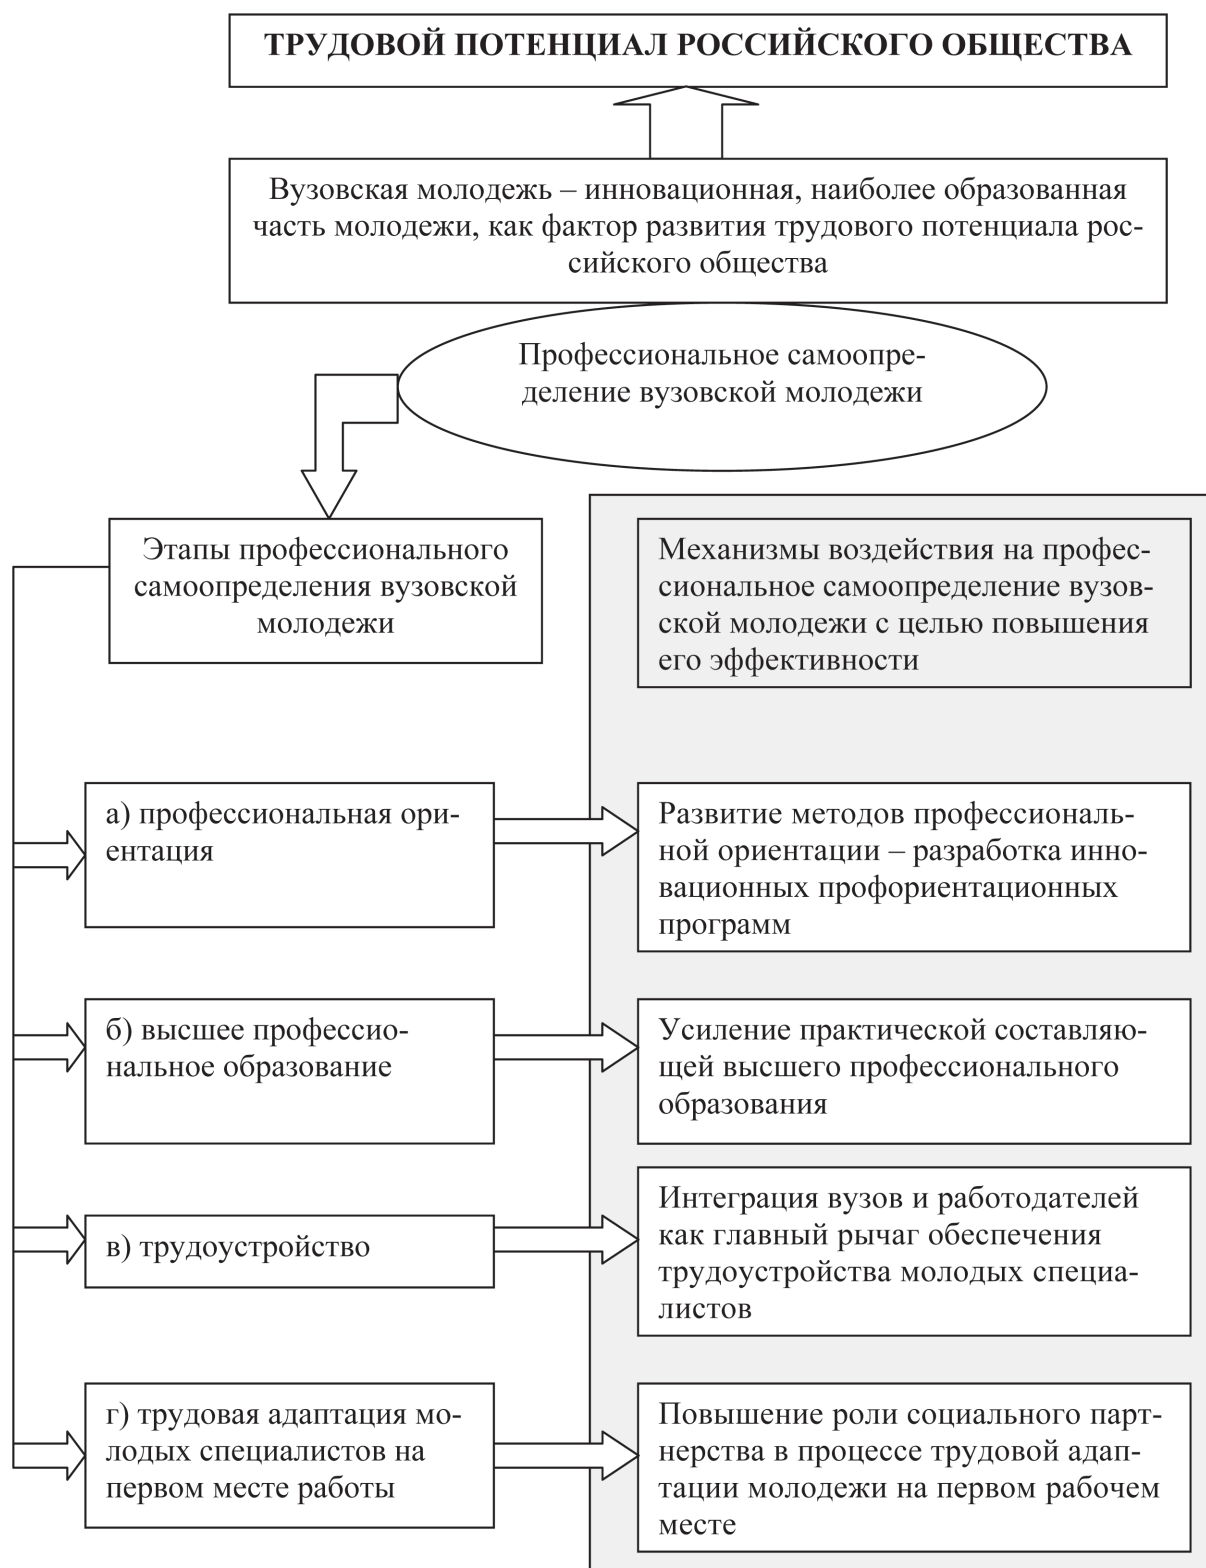 ТРУДОВОЙ ПОТЕНЦИАЛ РОССИЙСКОГО ОБЩЕСТВА
Вузовская молодежь – инновационная, наиболее образованная
часть молодежи, как фактор развития трудового потенциала рос-
сийского общества
Профессиональное самоопре-
деление вузовской молодежи
Этапы профессионального
самоопределения вузовской
молодежи
Механизмы воздействия на профес-
сиональное самоопределение вузов-
ской молодежи с целью повышения
его эффективности
а) профессиональная ори-
ентация
Развитие методов профессиональ-
ной ориентации – разработка инно-
вационных профориентационных
программ
б) высшее профессио-
нальное образование
Усиление практической составляю-
щей высшего профессионального
образования
в) трудоустройство
Интеграция вузов и работодателей
как главный рычаг обеспечения
трудоустройства молодых специа-
листов
г) трудовая адаптация мо-
лодых специалистов на
первом месте работы
Повышение роли социального парт-
нерства в процессе трудовой адап-
тации молодежи на первом рабочем
месте